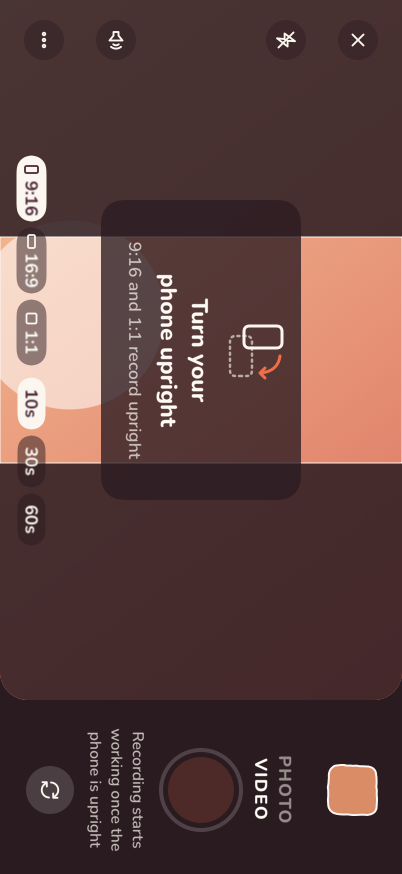 9:16
16:9
1:1
10s
30s
60s
Turn your
phone upright
9:16 and 1:1 record upright
PHOTO
VIDEO
Recording starts
working once the
phone is upright